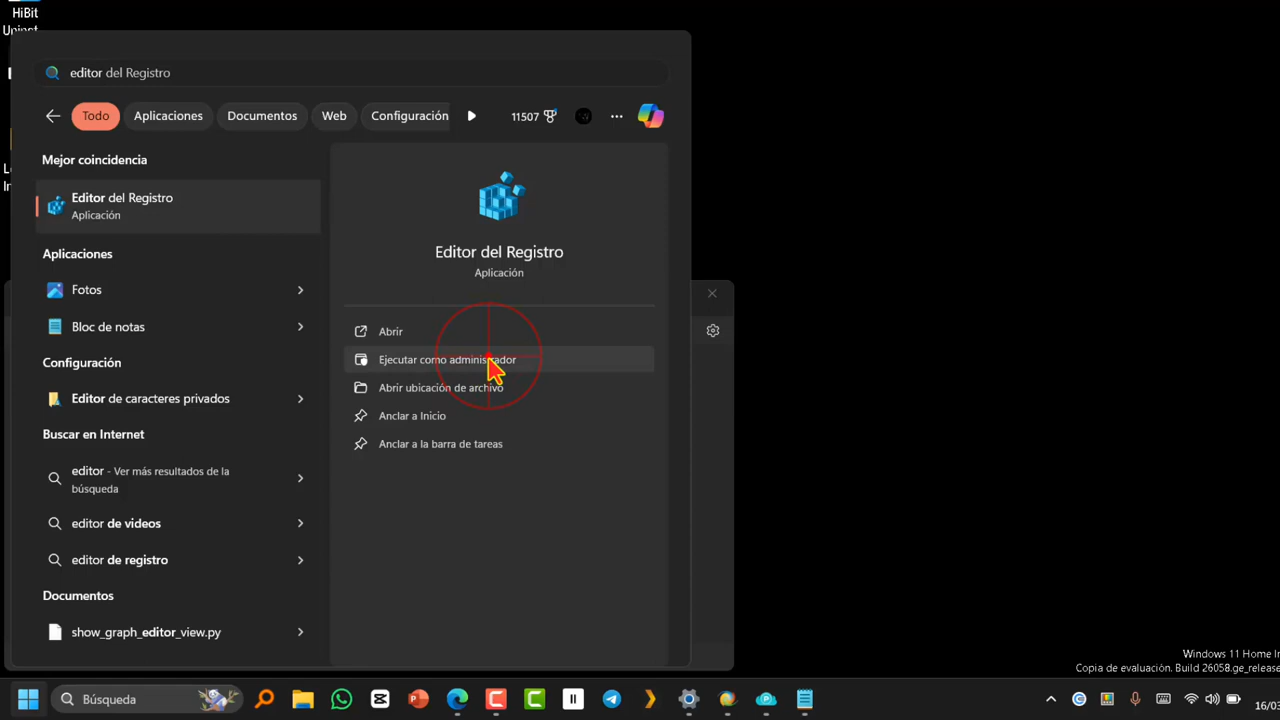 HiBit
Uninst
editor del Registro
Todo
Aplicaciones
Documentos
Web
Configuración
11507
Mejor coincidencia
Editor del Registro
Aplicación
Aplicaciones
Fotos
Bloc de notas
Configuración
Editor de caracteres privados
Buscar en Internet
editor - Ver más resultados de la
búsqueda
editor de videos
editor de registro
Documentos
show_graph_editor_view.py
Editor del Registro
Aplicación
Abrir
Ejecutar como administrador
Abrir ubicación de archivo
Anclar a Inicio
Anclar a la barra de tareas
Windows 11 Home In
Copia de evaluación. Build 26058.ge_release
Búsqueda
16/03